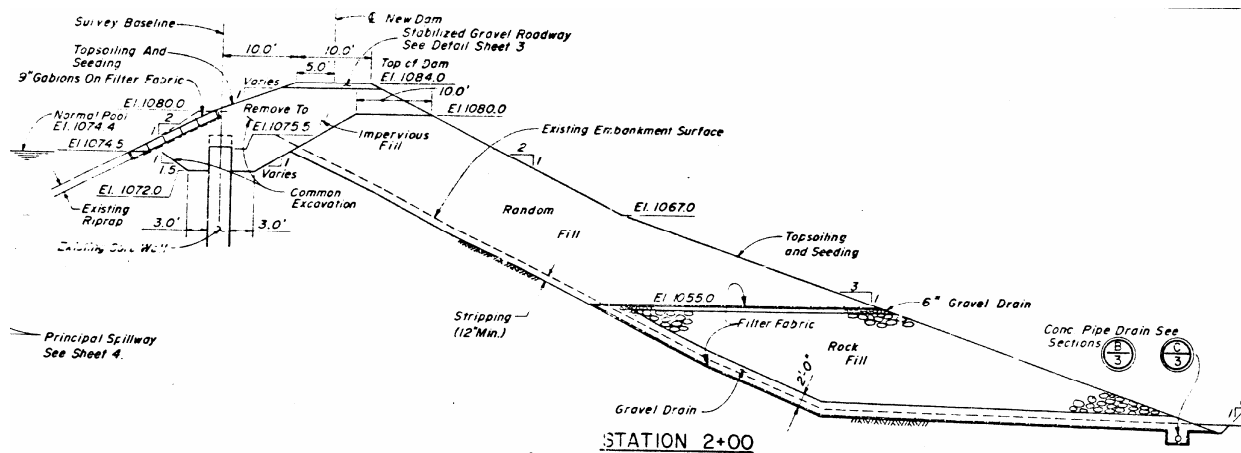 Survey Baseline
℄ New Dam
Stabilized Gravel Roadway
See Detail Sheet 3
Topsoiling And
Seeding
10.0'
10.0'
5.0'
Top of Dam
El. 1084.0
9" Gabions On Filter Fabric
1
Varies
10.0'
El. 1080.0
Remove To
El. 1075.5
El. 1080.0
Normal Pool
El. 1074.4
2
1
Impervious
Fill
Existing Embankment Surface
El. 1074.5
2
1
1
1.5
1
Varies
El. 1072.0
Common
Excavation
Existing
Riprap
3.0'
3.0'
Random
Fill
El. 1067.0
Existing Core Wall
Topsoiling
and Seeding
3
1
El. 1055.0
6" Gravel Drain
Stripping
(12" Min.)
Filter Fabric
Rock
Fill
Conc. Pipe Drain See
Sections
B
3
C
3
Principal Spillway
See Sheet 4.
2'-0"
Gravel Drain
1
STATION 2+00